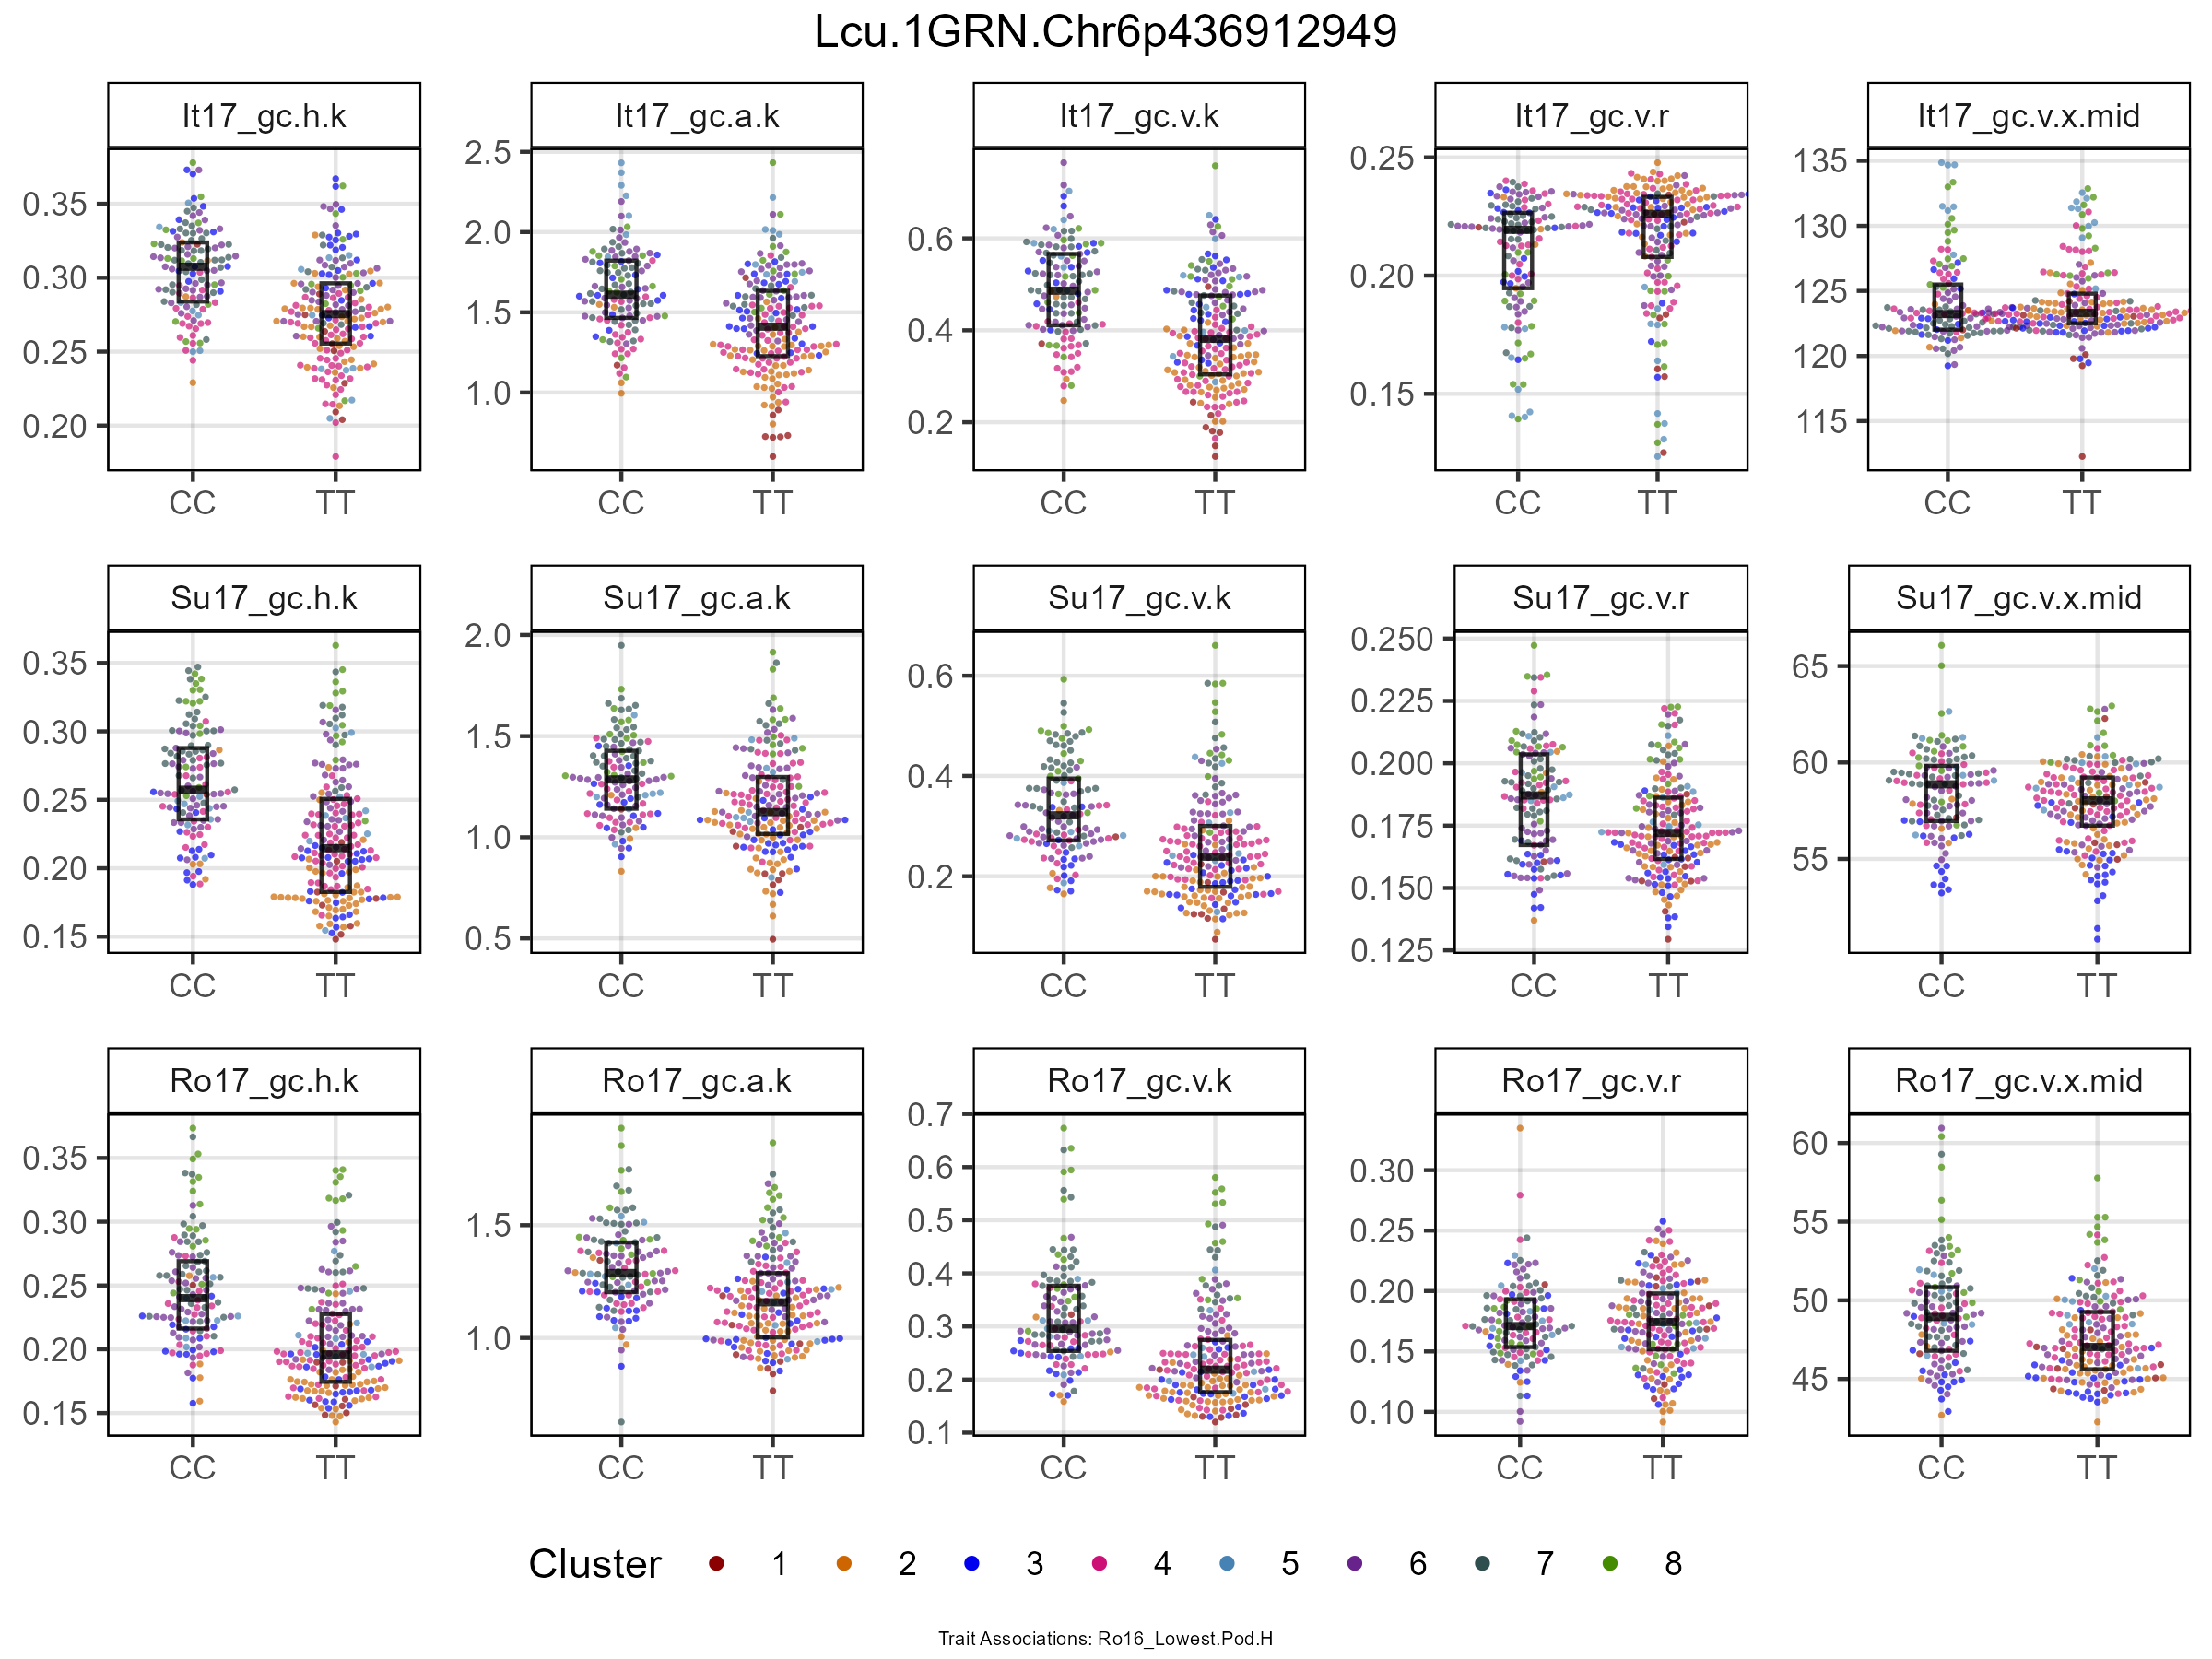 Lcu.1GRN.Chr6p436912949
It17_gc.h.k It17_gc.a.k It17_gc.v.k It17_gc.v.r It17_gc.v.x.mid
0.35 0.30 0.25 0.20
2.5 2.0 1.5 1.0
0.6 0.4 0.2
0.25 0.20 0.15
135 130 125 120 115
CC TT CC TT CC TT CC TT CC TT
Su17_gc.h.k Su17_gc.a.k Su17_gc.v.k Su17_gc.v.r Su17_gc.v.x.mid
0.35 0.30 0.25 0.20 0.15
2.0 1.5 1.0 0.5
0.6 0.4 0.2
0.250 0.225 0.200 0.175 0.150 0.125
65 60 55
CC TT CC TT CC TT CC TT CC TT
Ro17_gc.h.k Ro17_gc.a.k Ro17_gc.v.k Ro17_gc.v.r Ro17_gc.v.x.mid
0.35 0.30 0.25 0.20 0.15
1.5 1.0
0.7 0.6 0.5 0.4 0.3 0.2 0.1
0.30 0.25 0.20 0.15 0.10
60 55 50 45
CC TT CC TT CC TT CC TT CC TT
Cluster 1 2 3 4 5 6 7 8
Trait Associations: Ro16_Lowest.Pod.H